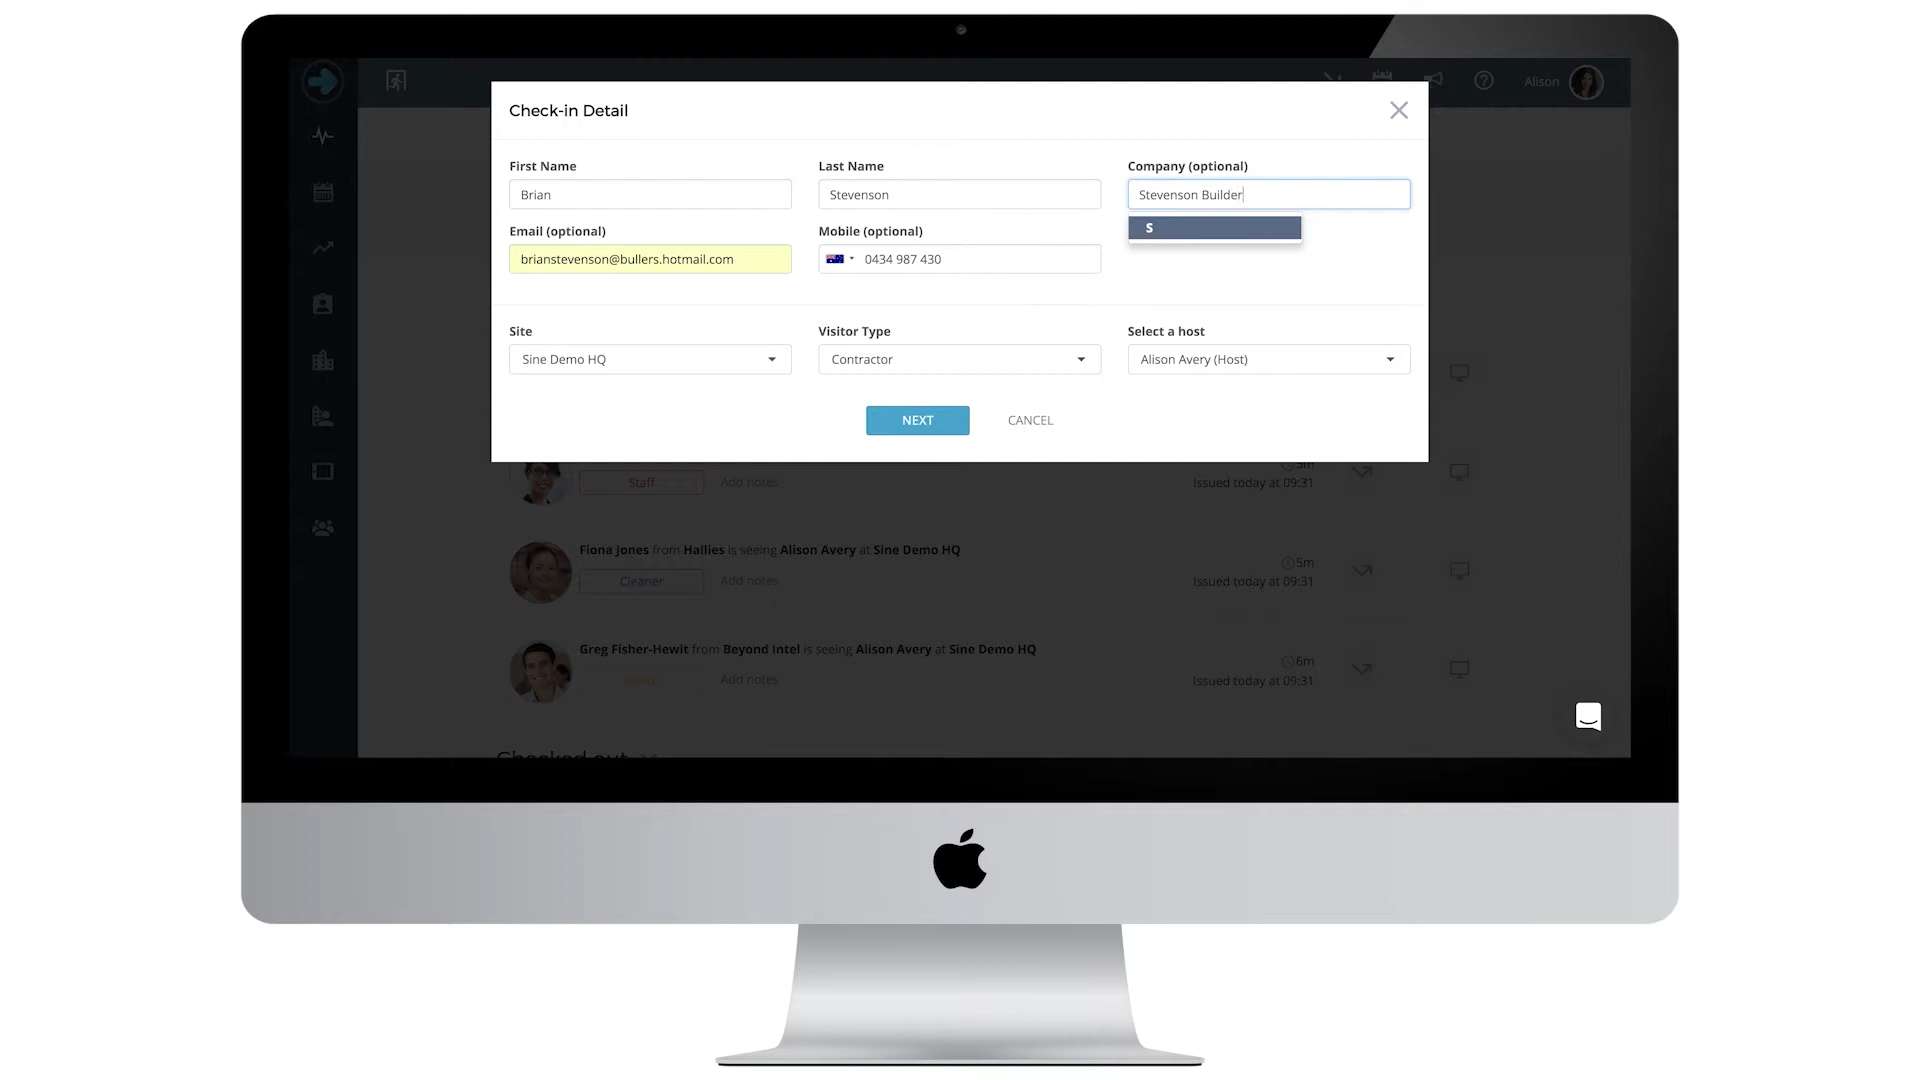 Alison
Check-in Detail
First Name
Last Name
Company (optional)
Brian
Stevenson
Stevenson Builder
S
Email (optional)
Mobile (optional)
brianstevenson@bullers.hotmail.com
0434 987 430
Site
Visitor Type
Select a host
Sine Demo HQ
Contractor
Alison Avery (Host)
NEXT
CANCEL
5m
Staff
Add notes
Issued today at 09:31
Fiona Jones from Hallies is seeing Alison Avery at Sine Demo HQ
5m
Cleaner
Add notes
Issued today at 09:31
Greg Fisher-Hewit from Beyond Intel is seeing Alison Avery at Sine Demo HQ
6m
Add notes
Issued today at 09:31
Checked out